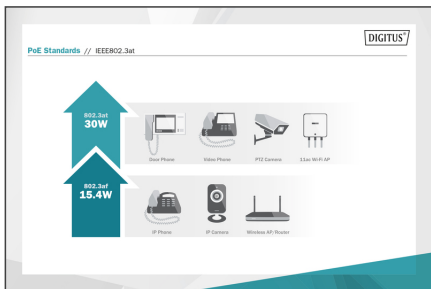 DIGITUS®
PoE Standards // IEEE802.3at
802.3at
30W
Door Phone Video Phone PTZ Camera 11ac Wi-Fi AP
802.3af
15.4W
IP Phone IP Camera Wireless AP/Router